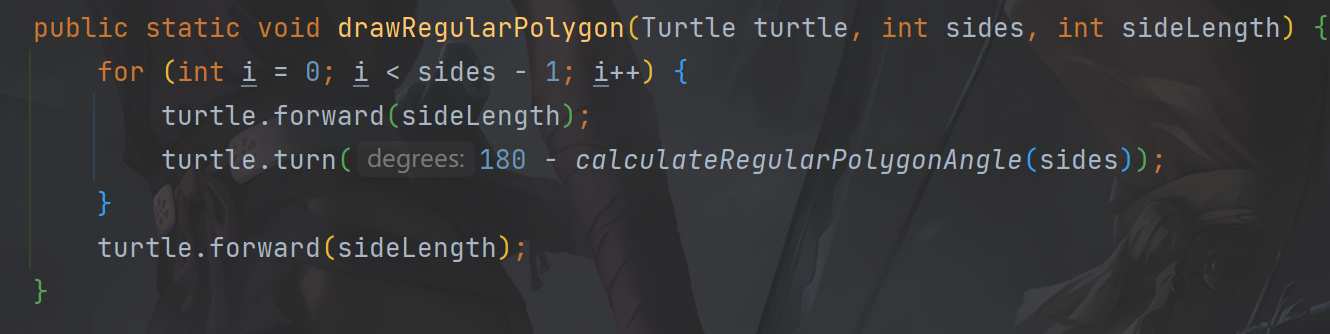 public static void drawRegularPolygon(Turtle turtle, int sides, int sideLength) {
    for (int i = 0; i < sides - 1; i++) {
        turtle.forward(sideLength);
        turtle.turn( degrees: 180 - calculateRegularPolygonAngle(sides));
    }
    turtle.forward(sideLength);
}